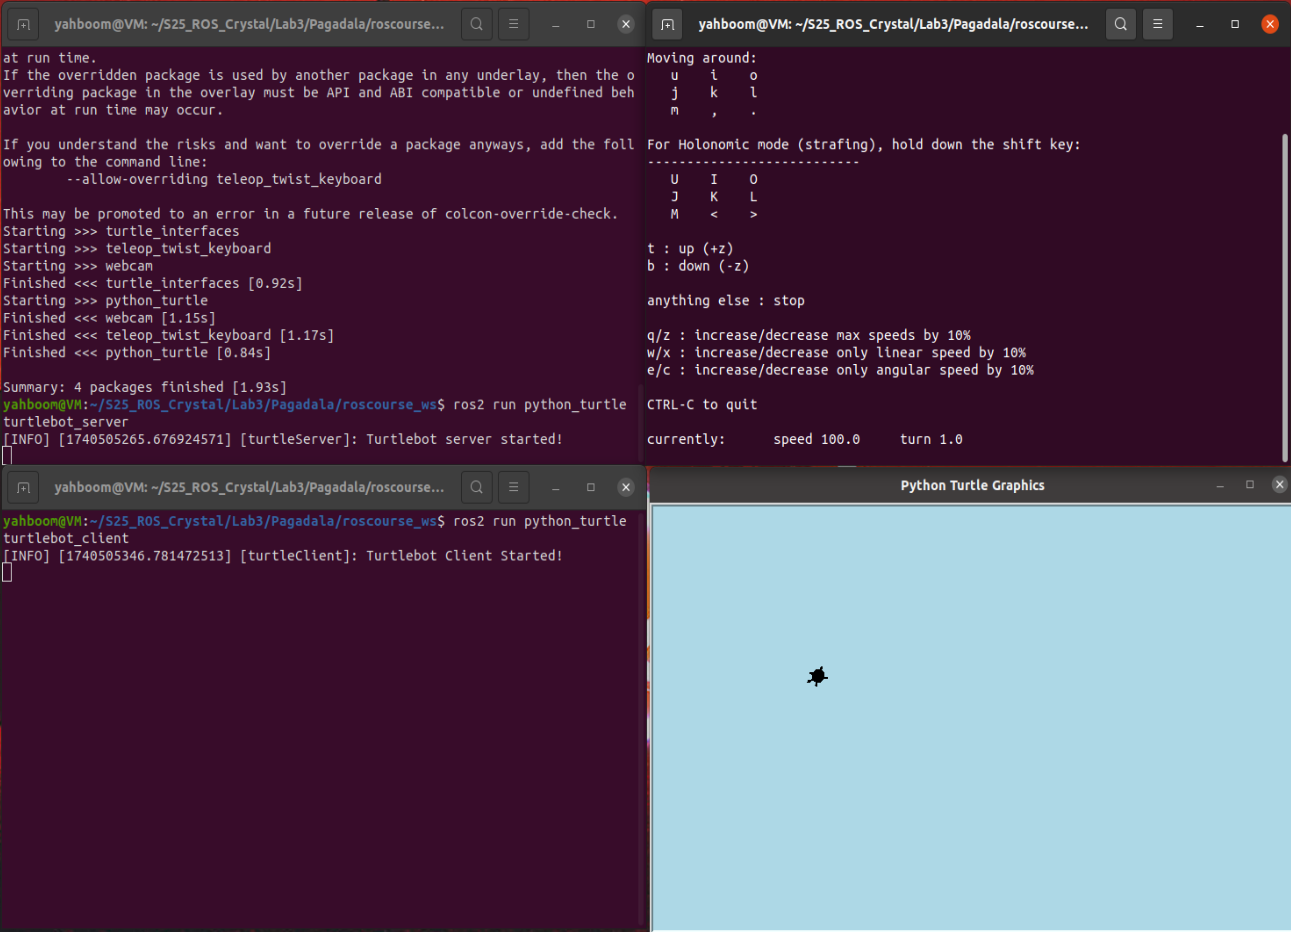 yahboom@VM: ~/S25_ROS_Crystal/Lab3/Pagadala/roscourse...
at run time.
If the overridden package is used by another package in any underlay, then the o
verriding package in the overlay must be API and ABI compatible or undefined beh
avior at run time may occur.
If you understand the risks and want to override a package anyways, add the foll
owing to the command line:
--allow-overriding teleop_twist_keyboard
This may be promoted to an error in a future release of colcon-override-check.
Starting >>> turtle_interfaces
Starting >>> teleop_twist_keyboard
Starting >>> webcam
Finished <<< turtle_interfaces [0.92s]
Starting >>> python_turtle
Finished <<< webcam [1.15s]
Finished <<< teleop_twist_keyboard [1.17s]
Finished <<< python_turtle [0.84s]
Summary: 4 packages finished [1.93s]
yahboom@VM:~/S25_ROS_Crystal/Lab3/Pagadala/roscourse_ws$ ros2 run python_turtle
turtlebot_server
[INFO] [1740505265.676924571] [turtleServer]: Turtlebot server started!
yahboom@VM: ~/S25_ROS_Crystal/Lab3/Pagadala/roscourse...
Moving around:
u i o
j k l
m , .
For Holonomic mode (strafing), hold down the shift key:
---------------------------
U I O
J K L
M < >
t : up (+z)
b : down (-z)
anything else : stop
q/z : increase/decrease max speeds by 10%
w/x : increase/decrease only linear speed by 10%
e/c : increase/decrease only angular speed by 10%
CTRL-C to quit
currently: speed 100.0 turn 1.0
yahboom@VM: ~/S25_ROS_Crystal/Lab3/Pagadala/roscourse...
yahboom@VM:~/S25_ROS_Crystal/Lab3/Pagadala/roscourse_ws$ ros2 run python_turtle
turtlebot_client
[INFO] [1740505346.781472513] [turtleClient]: Turtlebot Client Started!
Python Turtle Graphics